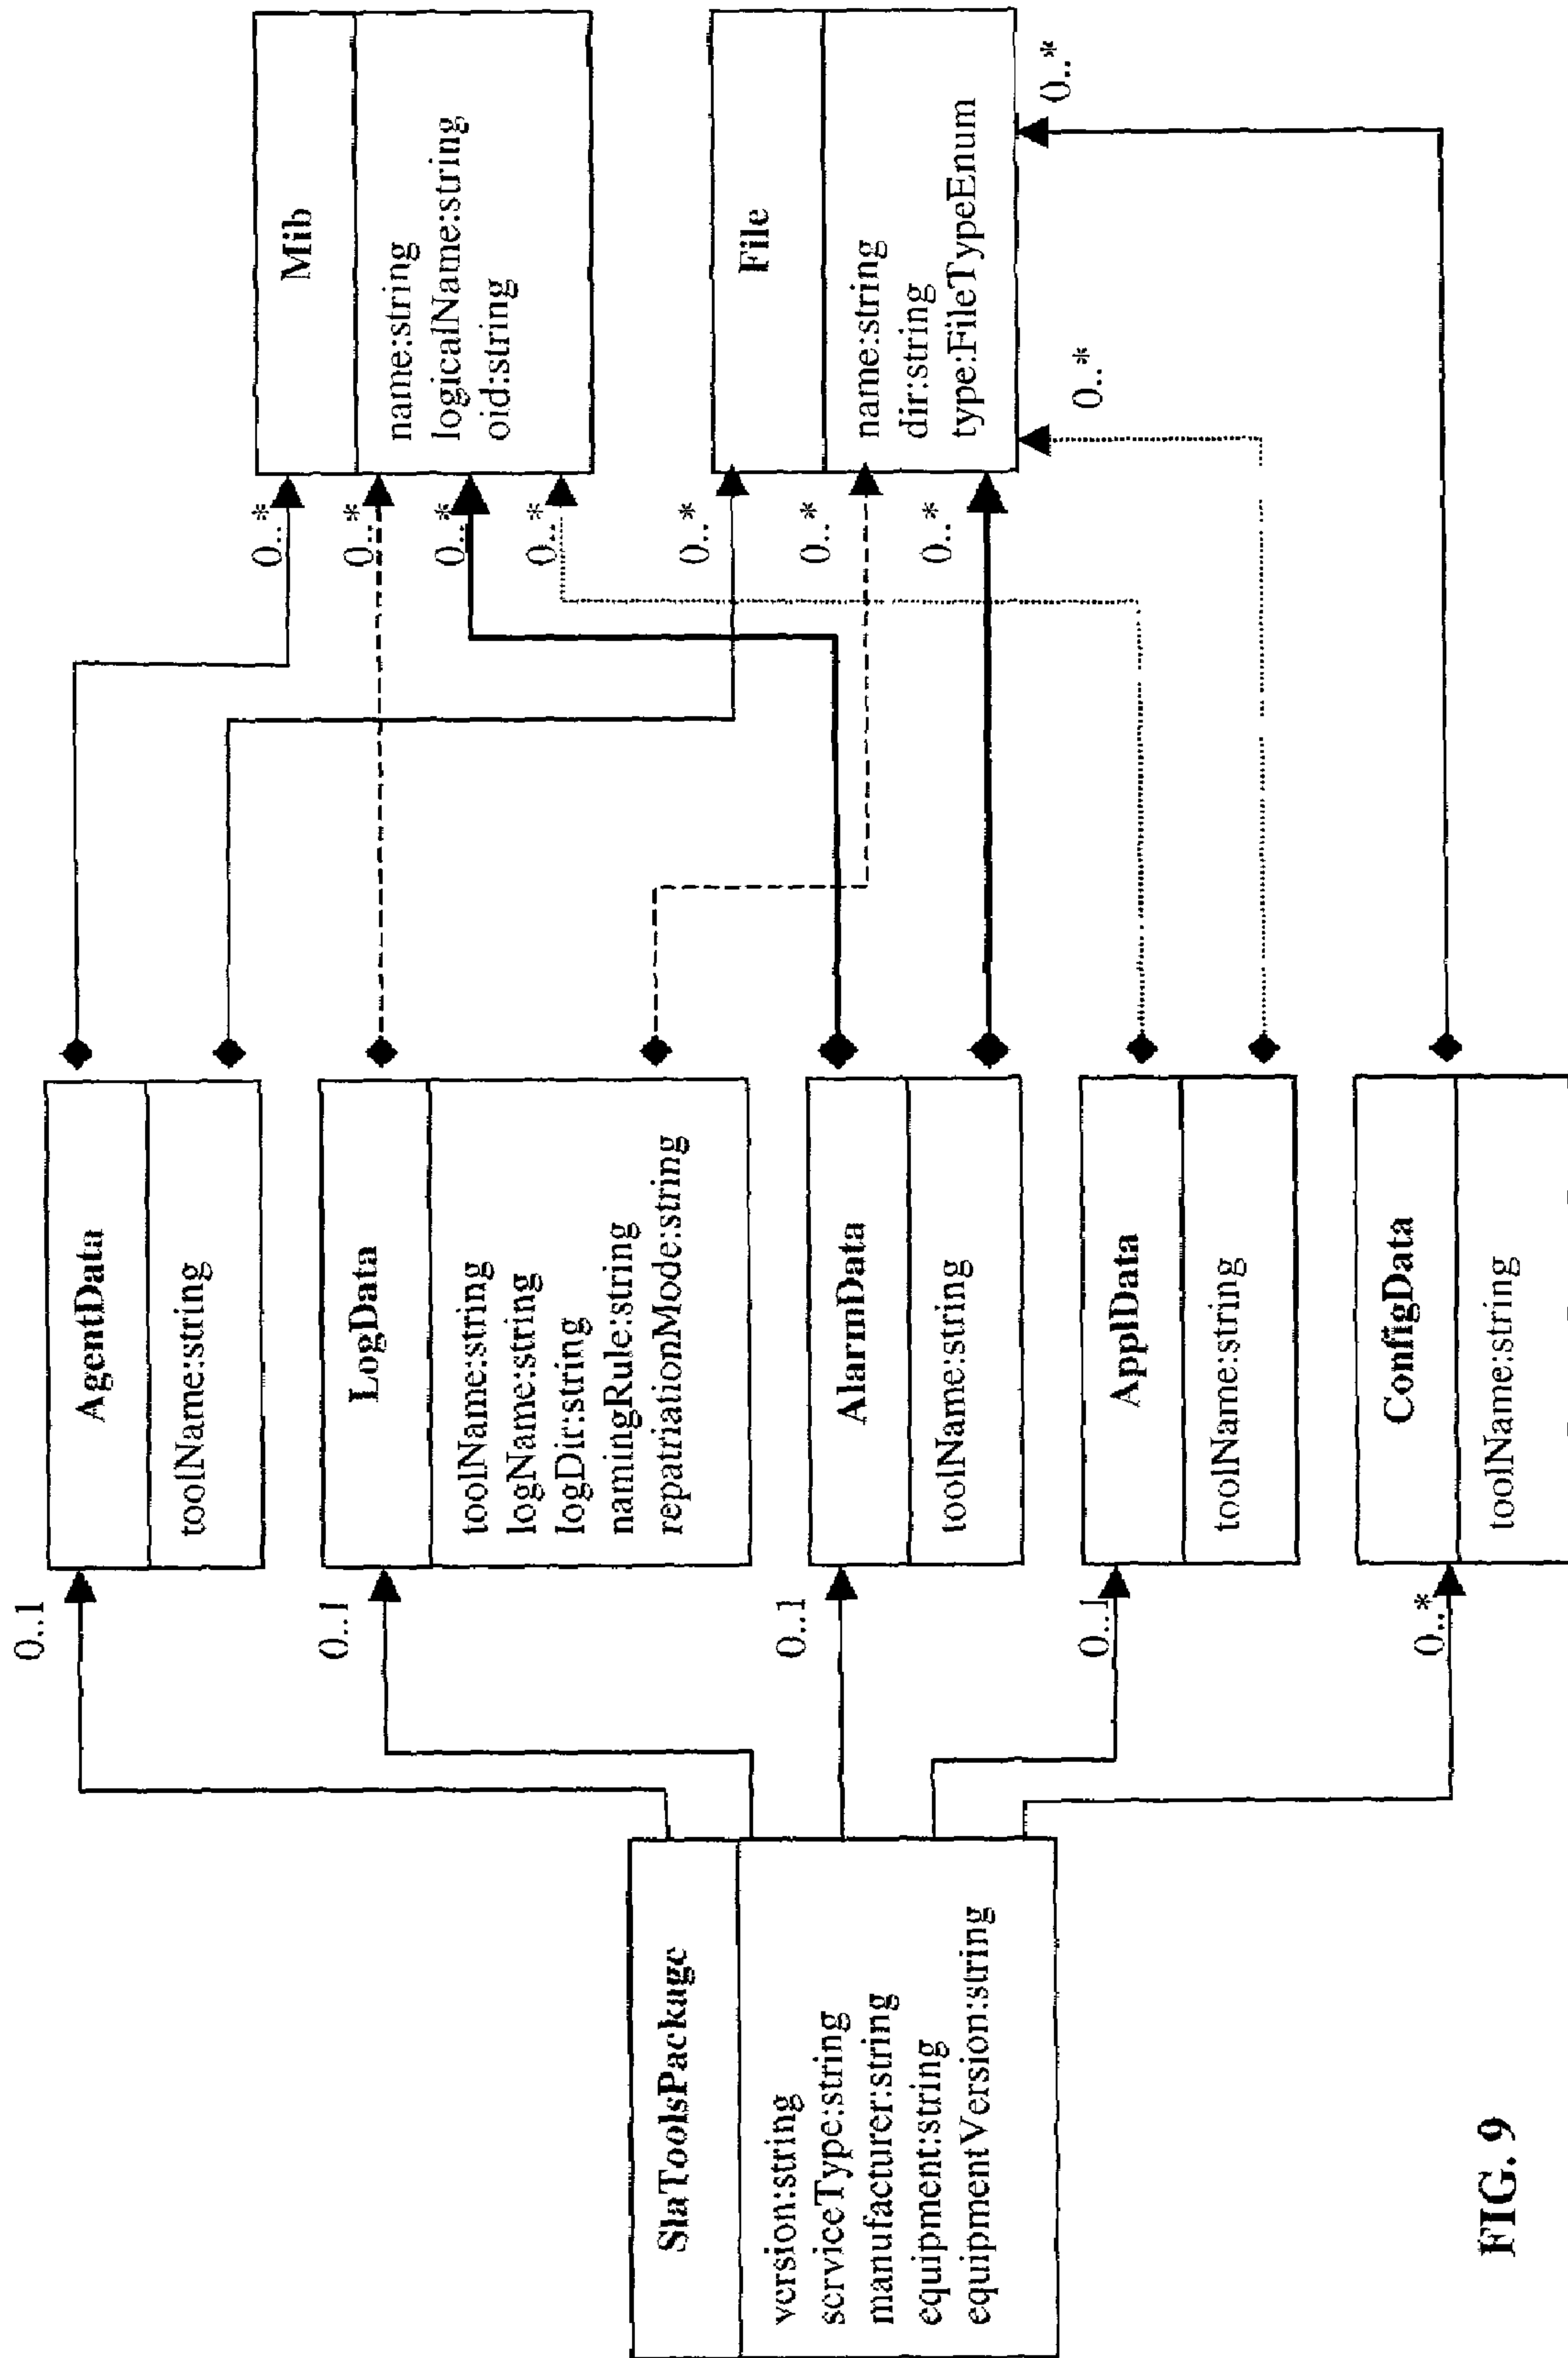 SlaToolsPackage
version:string
serviceType:string
manufacturer:string
equipment:string
equipmentVersion:string
0..1
0..1
0..1
0..1
0..*
AgentData
toolName:string
LogData
toolName:string
logName:string
logDir:string
namingRule:string
repatriationMode:string
AlarmData
toolName:string
ApplData
toolName:string
ConfigData
toolName:string
0..*
0..*
0..*
0..*
0..*
0..*
0..*
0..*
0..*
Mib
name:string
logicalName:string
oid:string
File
name:string
dir:string
type:FileTypeEnum
FIG. 9